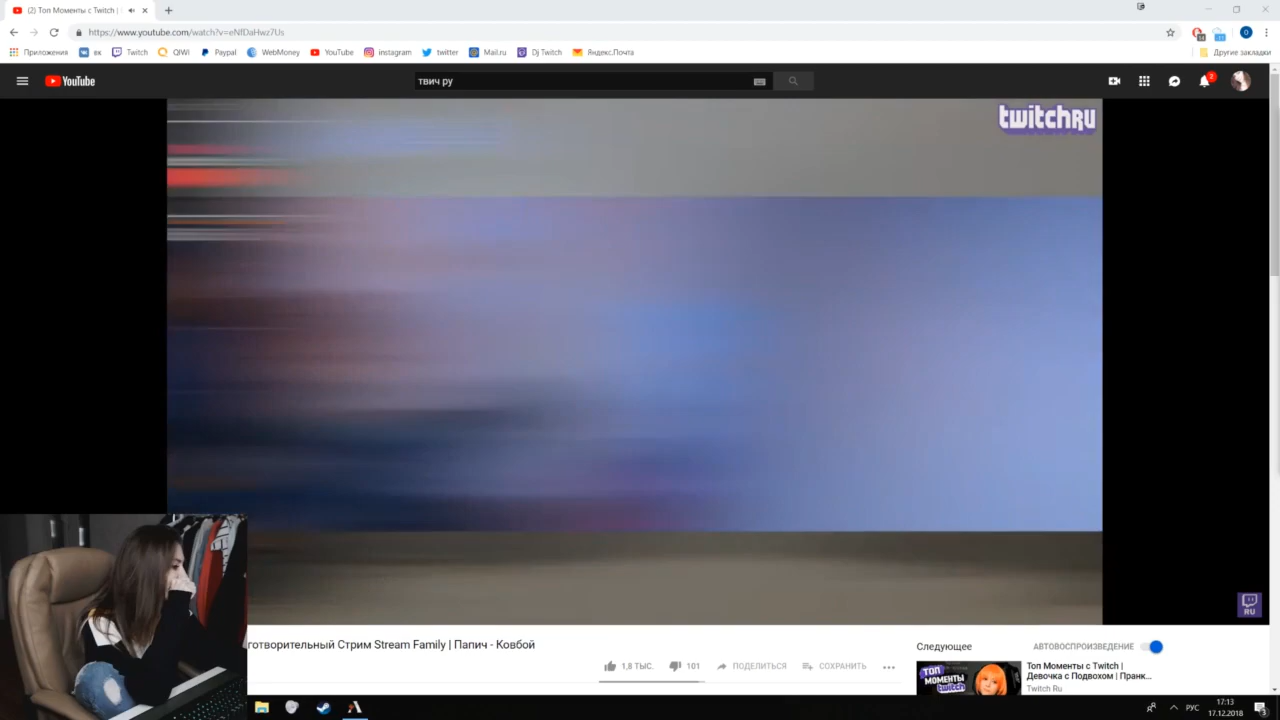 (2) Топ Моменты с Twitch |
https://www.youtube.com/watch?v=eNfDaHwz7Us
Приложения вк Twitch QIWI Paypal WebMoney YouTube instagram twitter Mail.ru Dj Twitch Яндекс.Почта Другие закладки
YouTube
твич ру
2
twitchRU
RU
готворительный Стрим Stream Family | Папич - Ковбой
1,8 ТЫС. 101 ПОДЕЛИТЬСЯ СОХРАНИТЬ
Следующее АВТОВОСПРОИЗВЕДЕНИЕ
ТОП МОМЕНТЫ twitch
Топ Моменты с Twitch |
Девочка с Подвохом | Пранк...
Twitch Ru
РУС
17:13
17.12.2018
3